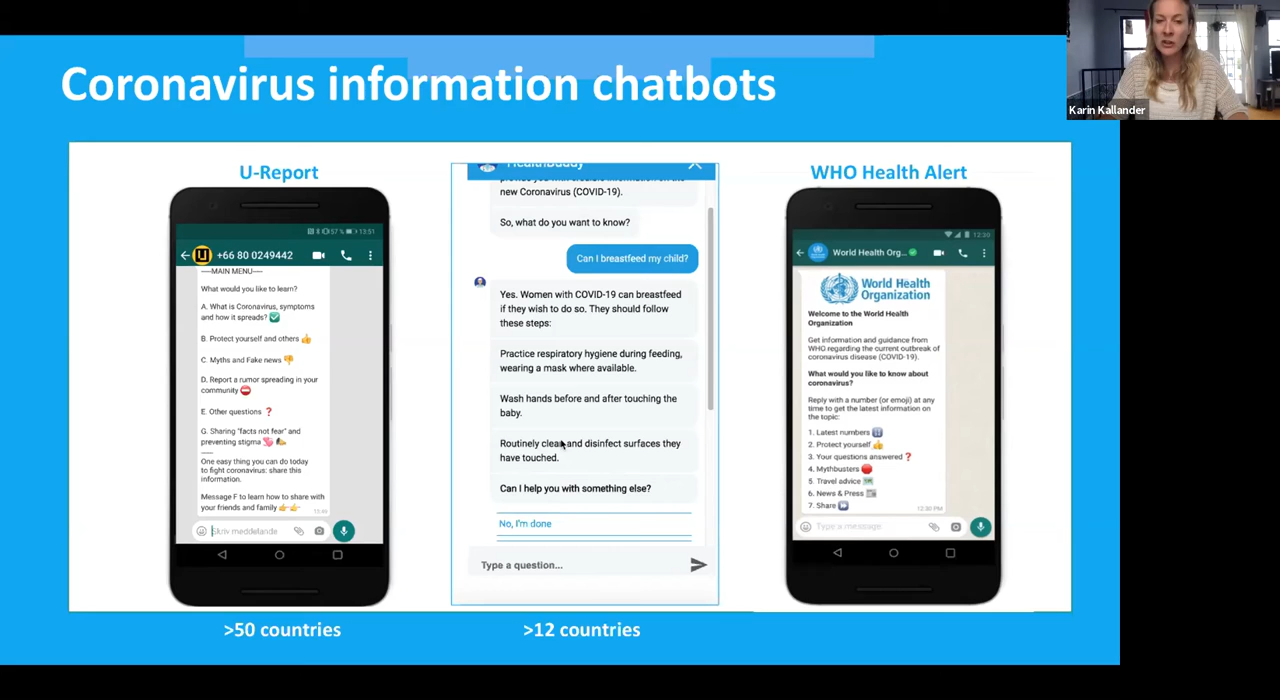 Coronavirus information chatbots
Karin Kallander
U-Report
13:51
+66 80 0249442
----MAIN MENU----
What would you like to learn?
A. What is Coronavirus, symptoms
and how it spreads?
B. Protect yourself and others
C. Myths and Fake news
D. Report a rumor spreading in your
community
E. Other questions
G. Sharing "facts not fear" and
preventing stigma
One easy thing you can do today
to fight coronavirus: share this
information.
Message F to learn how to share with
your friends and family
Skriv meddelande
>50 countries
HealthBuddy
new Coronavirus (COVID-19).
So, what do you want to know?
Can I breastfeed my child?
Yes. Women with COVID-19 can breastfeed
if they wish to do so. They should follow
these steps:
Practice respiratory hygiene during feeding,
wearing a mask where available.
Wash hands before and after touching the
baby.
Routinely clean and disinfect surfaces they
have touched.
Can I help you with something else?
No, I'm done
Type a question...
>12 countries
WHO Health Alert
12:30
World Health Org...
World Health
Organization
Welcome to the World Health
Organization
Get information and guidance from
WHO regarding the current outbreak of
coronavirus disease (COVID-19).
What would you like to know about
coronavirus?
Reply with a number (or emoji) at any
time to get the latest information on
the topic:
1. Latest numbers
2. Protect yourself
3. Your questions answered
4. Mythbusters
5. Travel advice
6. News & Press
7. Share
12:30 PM
Type a message